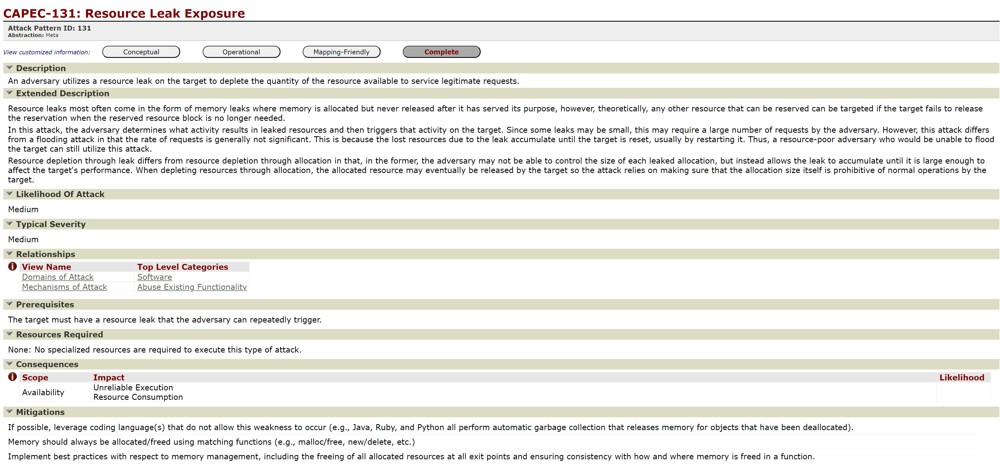 CAPEC-131: Resource Leak Exposure
Attack Pattern ID: 131
Abstraction: Meta
View customized information:
Conceptual
Operational
Mapping-Friendly
Complete
Description
An adversary utilizes a resource leak on the target to deplete the quantity of the resource available to service legitimate requests.
Extended Description
Resource leaks most often come in the form of memory leaks where memory is allocated but never released after it has served its purpose, however, theoretically, any other resource that can be reserved can be targeted if the target fails to release
the reservation when the reserved resource block is no longer needed.
In this attack, the adversary determines what activity results in leaked resources and then triggers that activity on the target. Since some leaks may be small, this may require a large number of requests by the adversary. However, this attack differs
from a flooding attack in that the rate of requests is generally not significant. This is because the lost resources due to the leak accumulate until the target is reset, usually by restarting it. Thus, a resource-poor adversary who would be unable to flood
the target can still utilize this attack.
Resource depletion through leak differs from resource depletion through allocation in that, in the former, the adversary may not be able to control the size of each leaked allocation, but instead allows the leak to accumulate until it is large enough to
affect the target's performance. When depleting resources through allocation, the allocated resource may eventually be released by the target so the attack relies on making sure that the allocation size itself is prohibitive of normal operations by the
target.
Likelihood Of Attack
Medium
Typical Severity
Medium
Relationships
View Name Top Level Categories
Domains of Attack Software
Mechanisms of Attack Abuse Existing Functionality
Prerequisites
The target must have a resource leak that the adversary can repeatedly trigger.
Resources Required
None: No specialized resources are required to execute this type of attack.
Consequences
Scope Impact Likelihood
Availability
Unreliable Execution
Resource Consumption
Mitigations
If possible, leverage coding language(s) that do not allow this weakness to occur (e.g., Java, Ruby, and Python all perform automatic garbage collection that releases memory for objects that have been deallocated).
Memory should always be allocated/freed using matching functions (e.g., malloc/free, new/delete, etc.)
Implement best practices with respect to memory management, including the freeing of all allocated resources at all exit points and ensuring consistency with how and where memory is freed in a function.